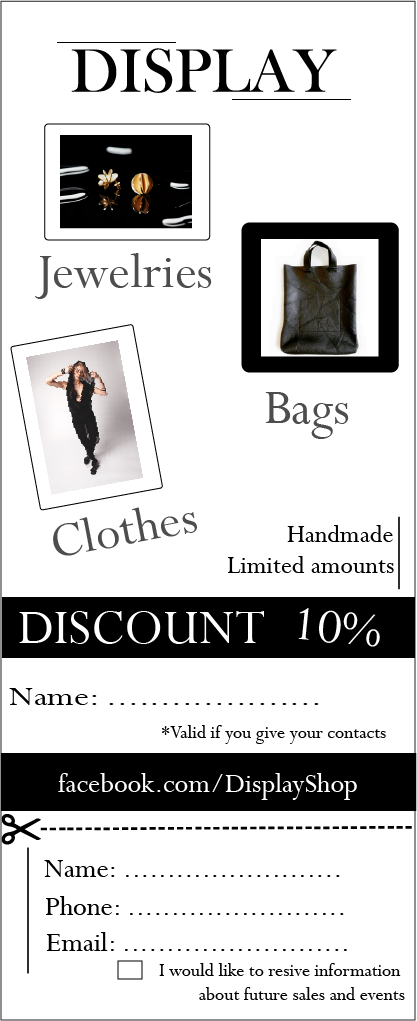 DISPLAY
Jewelries
Bags
Clothes
Handmade
Limited amounts
DISCOUNT 10%
Name: ....................
*Valid if you give your contacts
facebook.com/DisplayShop
Name: .......................
Phone: .......................
Email: ........................
I would like to resive information
about future sales and events